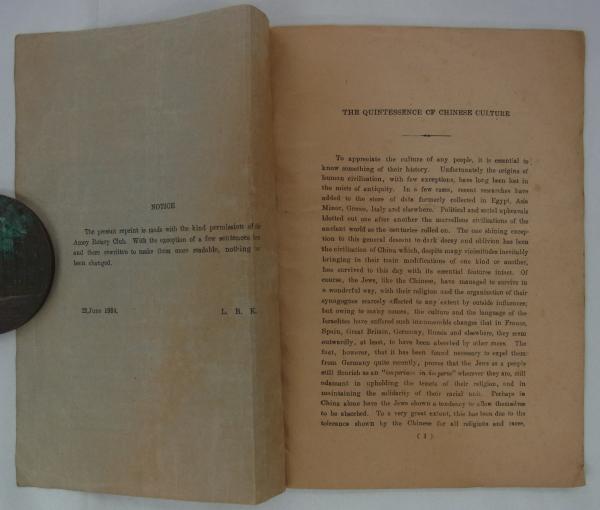 NOTICE
The present reprint is made with the kind permission of the
Amoy Rotary Club. With the exception of a few sentences here
and there rewritten to make them more readable, nothing
been changed.
22, June 1934. L. B. K.
THE QUINTESSENCE OF CHINESE CULTURE
To appreciate the culture of any people, it is essential to
know something of their history. Unfortunately the origins of
human civilisation, with few exceptions, have long been lost in
the mists of antiquity. In a few cases, recent researches have
added to the store of data formerly collected in Egypt, Asia
Minor, Greece, Italy and elsewhere. Political and social upheavals
blotted out one after another the marvellous civilizations of the
ancient world as the centuries rolled on. The one shining excep-
tion to this general descent to dark decay and oblivion has been
the civilisation of China which, despite many vicissitudes inevitably
bringing in their train modifications of one kind or another,
has survived to this day with its essential features intact. Of
course, the Jews, like the Chinese, have managed to survive in
a wonderful way, with their religion and the organisation of their
synagogues scarcely affected to any extent by outside influences;
but owing to many causes, the culture and the language of the
Israelites have suffered such innumerable changes that in France,
Spain, Great Britain, Germany, Russia and elsewhere, they seem
outwardly, at least, to have been absorbed by other races. The
fact, however, that it has been found necessary to expel them
from Germany quite recently, proves that the Jews as a people
still flourish as an "imperium in imperio" wherever they are, still
adamant in upholding the tenets of their religion, and in
maintaining the solidarity of their racial unit. Perhaps in
China alone have the Jews shown a tendency to allow themselves
to be absorbed. To a very great extent, this has been due to the
tolerance shown by the Chinese for all religions and races,
( 1 )